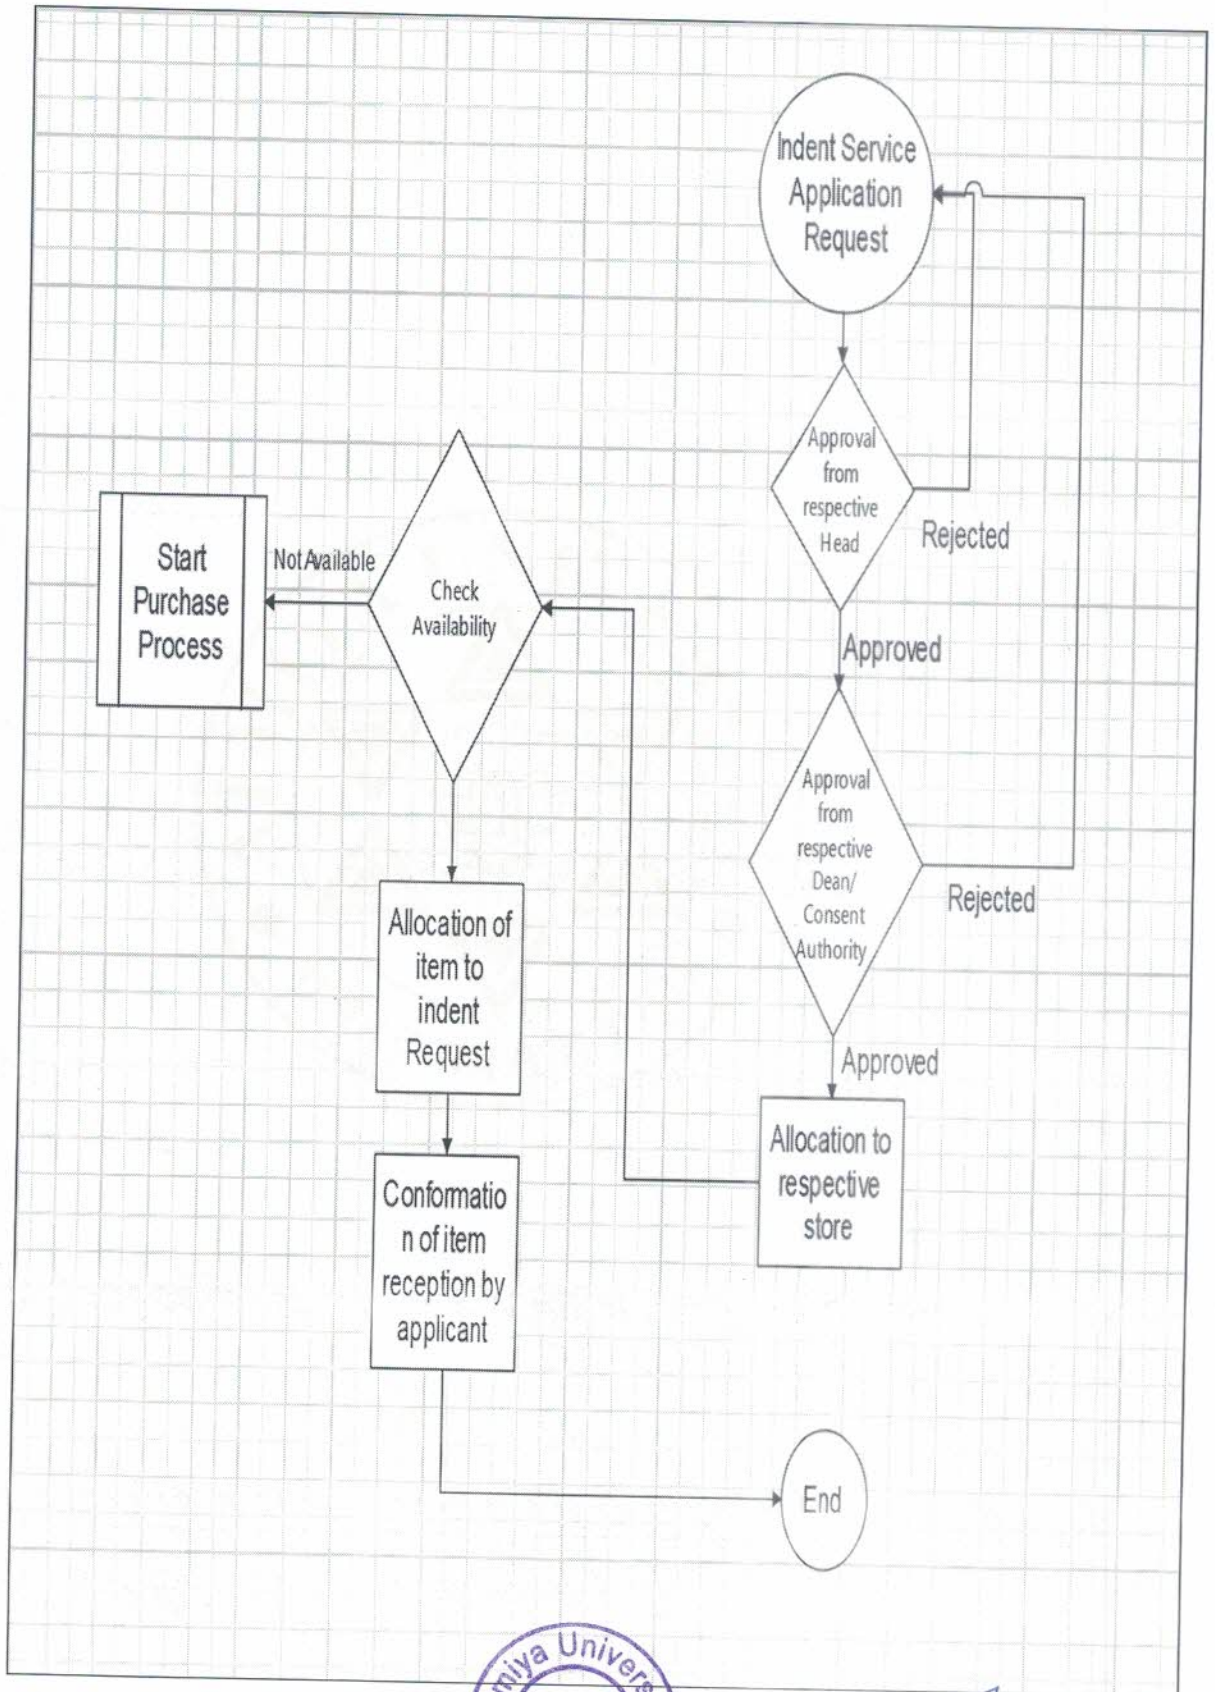 Indent Service
Application
Request
Approval
from
respective
Head
Rejected
Approved
Approval
from
respective
Dean/
Consent
Authority
Rejected
Approved
Allocation to
respective
store
Check
Availability
Not Available
Start
Purchase
Process
Allocation of
item to
indent
Request
Conformatio
n of item
reception by
applicant
End